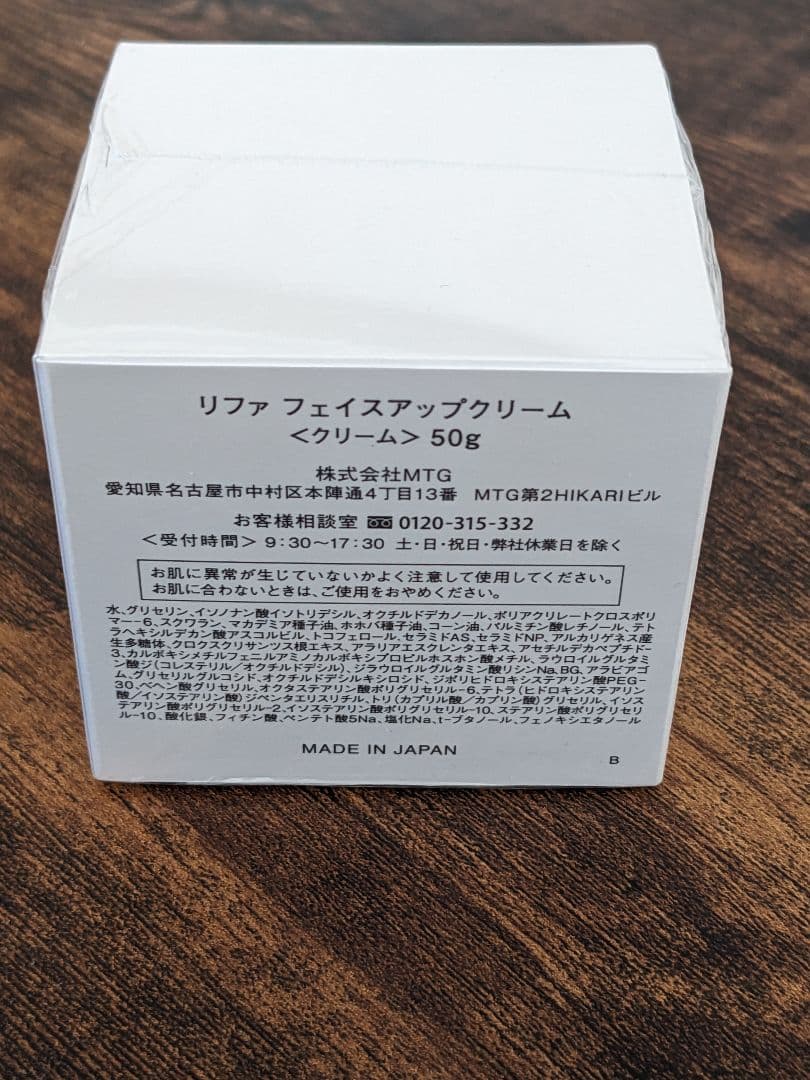 リファ フェイスアップクリーム
＜クリーム＞ 50g
株式会社MTG
愛知県名古屋市中村区本陣通4丁目13番 MTG第2HIKARIビル
お客様相談室 0120-315-332
＜受付時間＞ 9:30〜17:30 土・日・祝日・弊社休業日を除く
お肌に異常が生じていないかよく注意して使用してください。
お肌に合わないときは、ご使用をおやめください。
水、グリセリン、イソノナン酸イソトリデシル、オクチルドデカノール、ポリアクリレートクロスポリ
マー-6、スクワラン、マカデミア種子油、ホホバ種子油、コーン油、パルミチン酸レチノール、テト
ラヘキシルデカン酸アスコルビル、トコフェロール、セラミドAS、セラミドNP、アルカリゲネス産
生多糖体、クロスクリサンツス根エキス、アラリアエスクレンタエキス、アセチルデカペプチド-
3、カルボキシメチルフェニルアミノカルボキシプロピルホスホン酸メチル、ラウロイルグルタミ
ン酸ジ(コレステリル/オクチルドデシル)、ジラウロイルグルタミン酸リシンNa、BG、アラビアゴ
ム、グリセリルグルコシド、オクチルドデシルキシロシド、ジポリヒドロキシステアリン酸PEG-
30、ベヘン酸グリセリル、オクタステアリン酸ポリグリセリル-6、テトラ(ヒドロキシステアリン
酸/イソステアリン酸)ジペンタエリスリチル、トリ(カプリル酸/カプリン酸)グリセリル、イソス
テアリン酸ポリグリセリル-2、イソステアリン酸ポリグリセリル-10、ステアリン酸ポリグリセリ
ル-10、酸化銀、フィチン酸、ペンテト酸5Na、塩化Na、t-ブタノール、フェノキシエタノール
MADE IN JAPAN
B